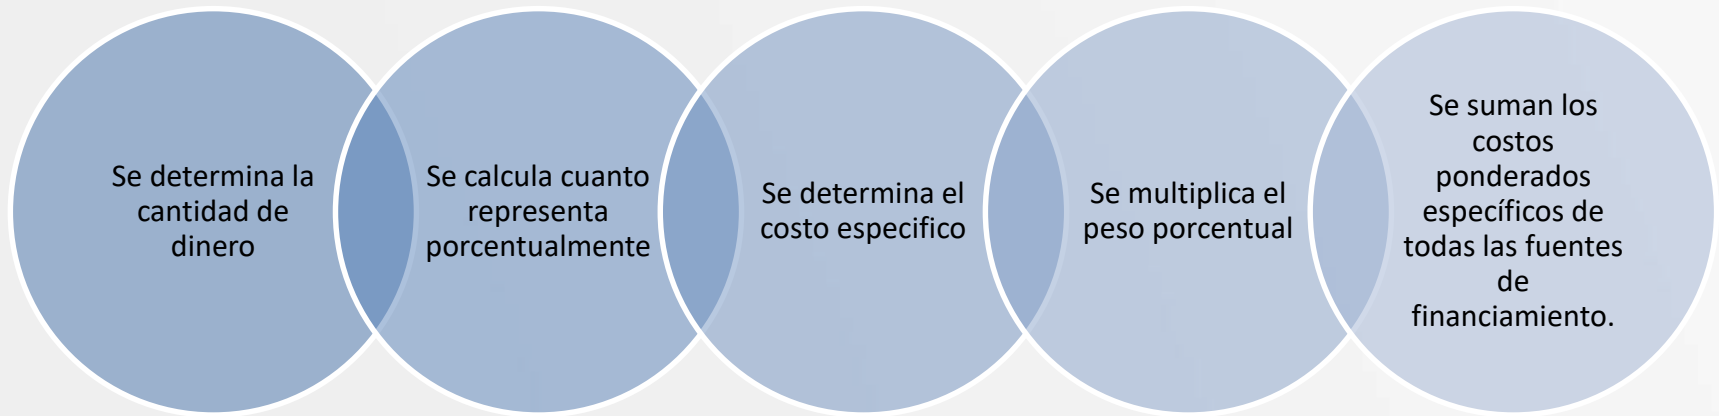 Se determina la
cantidad de
dinero
Se calcula cuanto
representa
porcentualmente
Se determina el
costo especifico
Se multiplica el
peso porcentual
Se suman los
costos
ponderados
específicos de
todas las fuentes
de
financiamiento.